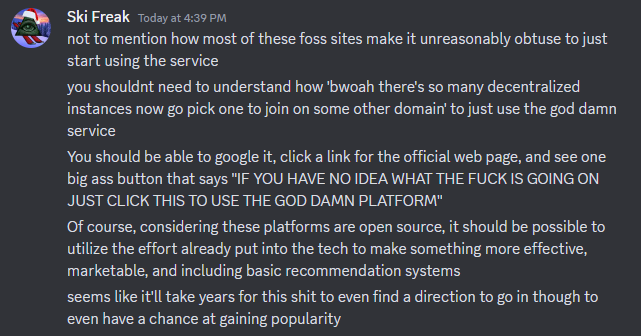 Ski Freak Today at 4:39 PM
not to mention how most of these foss sites make it unreasonably obtuse to just
start using the service
you shouldnt need to understand how 'bwoah there's so many decentralized
instances now go pick one to join on some other domain' to just use the god damn
service
You should be able to google it, click a link for the official web page, and see one
big ass button that says "IF YOU HAVE NO IDEA WHAT THE FUCK IS GOING ON
JUST CLICK THIS TO USE THE GOD DAMN PLATFORM"
Of course, considering these platforms are open source, it should be possible to
utilize the effort already put into the tech to make something more effective,
marketable, and including basic recommendation systems
seems like it'll take years for this shit to even find a direction to go in though to
even have a chance at gaining popularity